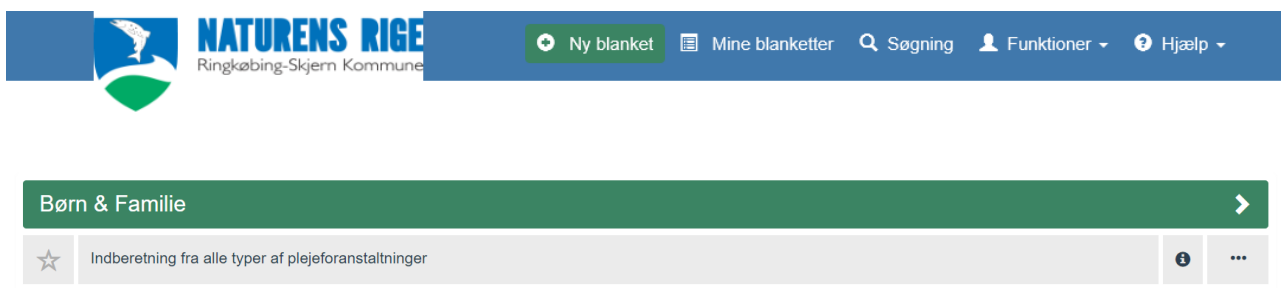 NATURENS RIGE
Ringkøbing-Skjern Kommune
Ny blanket Mine blanketter Søgning Funktioner Hjælp
Børn & Familie
Indberetning fra alle typer af plejeforanstaltninger